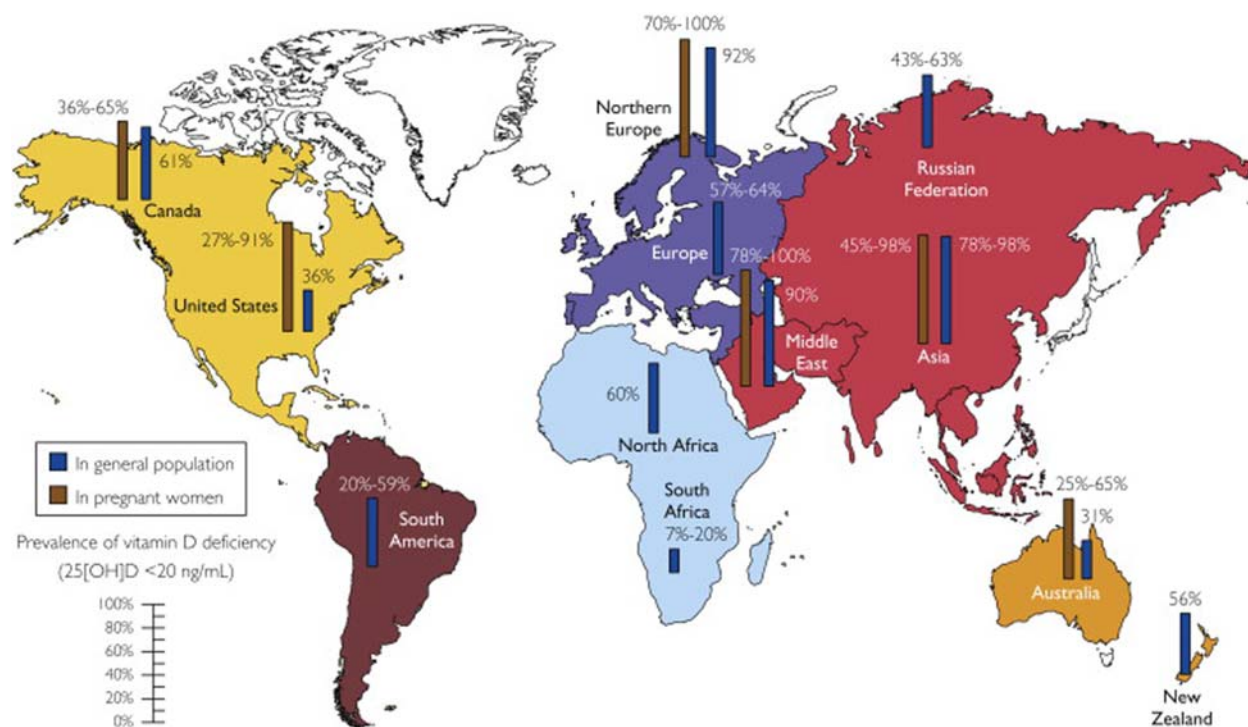 70%-100%
92%
43%-63%
36%-65%
Northern
Europe
61%
Canada
57%-64%
Russian
Federation
27%-91%
36%
Europe
78%-100%
45%-98%
78%-98%
90%
United States
Middle
East
Asia
60%
North Africa
In general population
In pregnant women
20%-59%
South
America
South
Africa
7%-20%
25%-65%
31%
Australia
Prevalence of vitamin D deficiency
(25[OH]D <20 ng/mL)
100%
80%
60%
40%
20%
0%
56%
New
Zealand